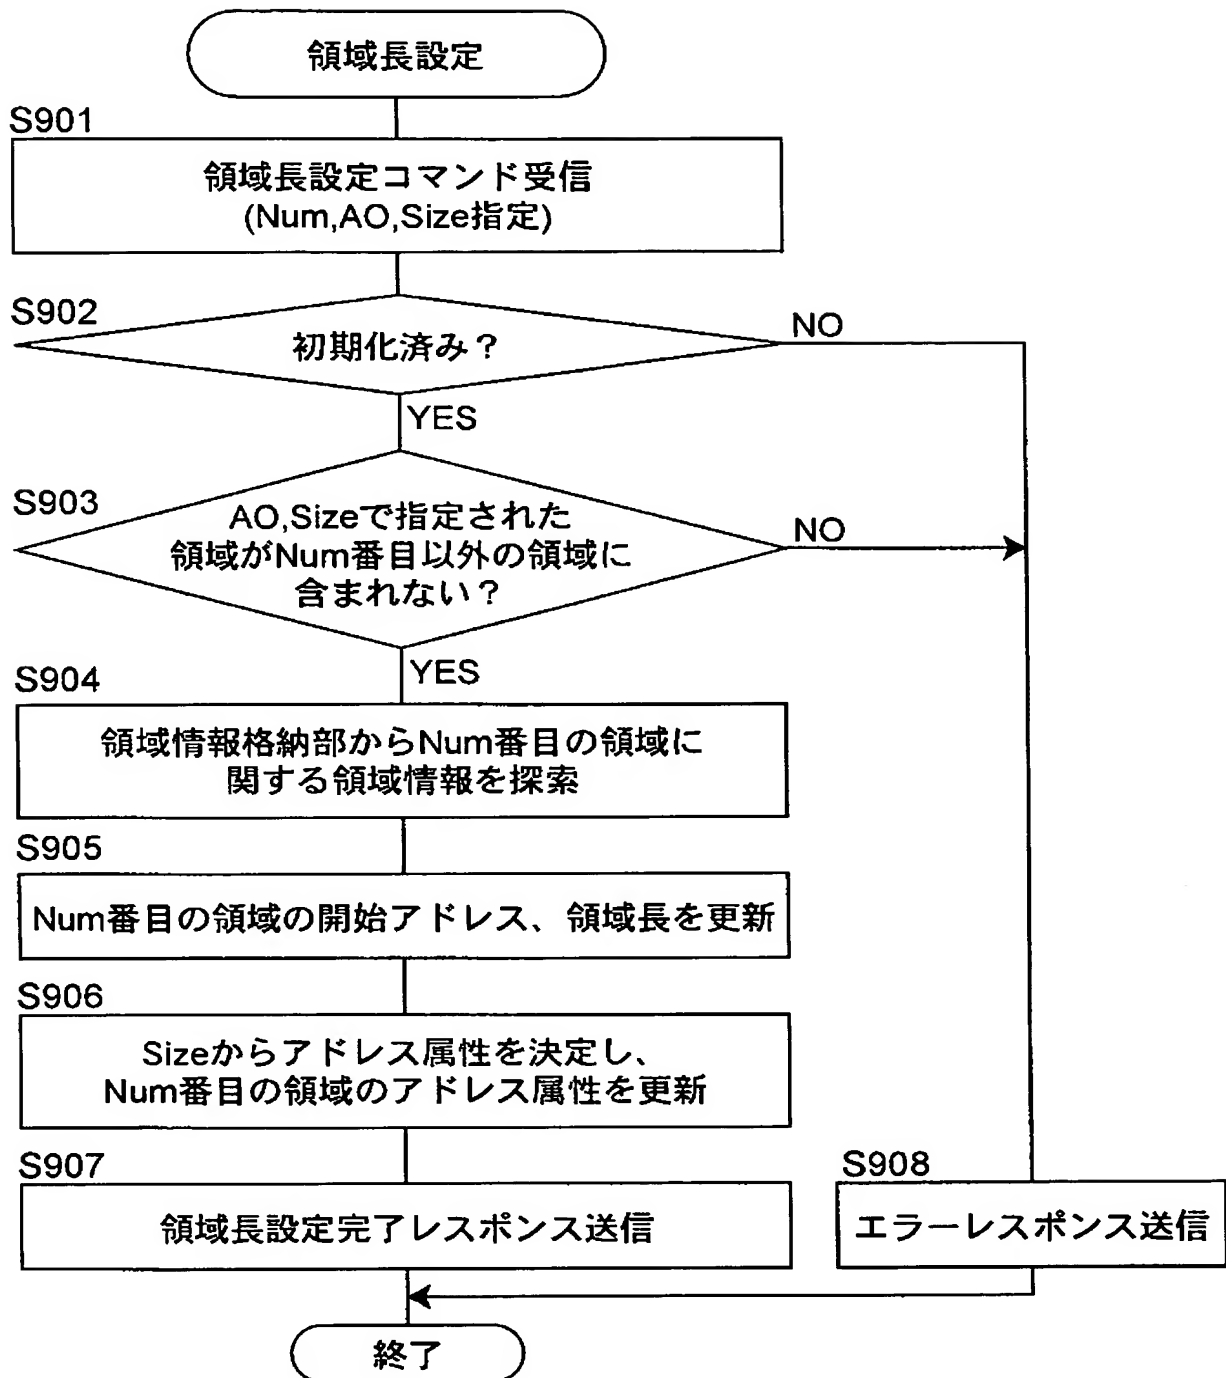 領域長設定
S901
領域長設定コマンド受信
(Num,AO,Size指定)
S902
初期化済み?
NO
YES
S903
AO,Sizeで指定された
領域がNum番目以外の領域に
含まれない?
NO
YES
S904
領域情報格納部からNum番目の領域に
関する領域情報を探索
S905
Num番目の領域の開始アドレス、領域長を更新
S906
Sizeからアドレス属性を決定し、
Num番目の領域のアドレス属性を更新
S907
領域長設定完了レスポンス送信
S908
エラーレスポンス送信
終了